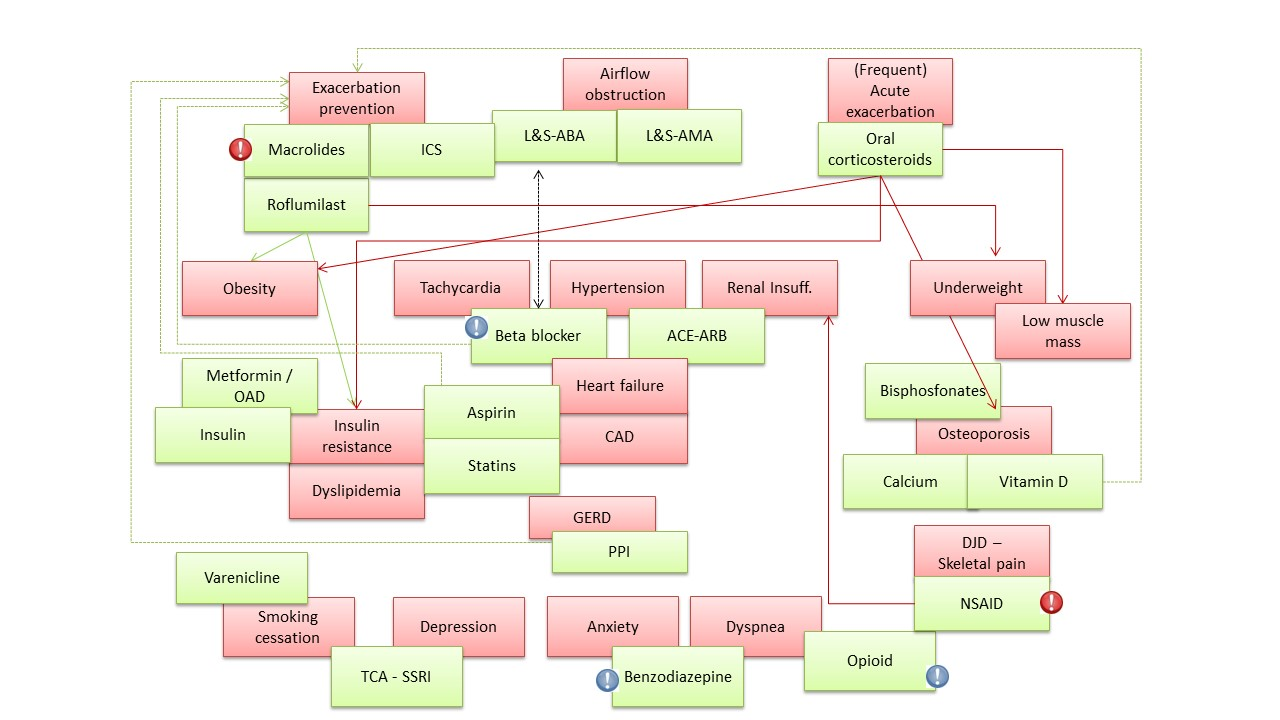 Exacerbation
prevention
Airflow
obstruction
(Frequent)
Acute
exacerbation
Macrolides
ICS
L&S-ABA
L&S-AMA
Oral
corticosteroids
Roflumilast
Obesity
Tachycardia
Hypertension
Renal Insuff.
Underweight
Low muscle
mass
Beta blocker
ACE-ARB
Metformin /
OAD
Heart failure
Bisphosfonates
Insulin
Insulin
resistance
Aspirin
CAD
Osteoporosis
Statins
Dyslipidemia
Calcium
Vitamin D
GERD
PPI
DJD –
Skeletal pain
Varenicline
NSAID
Smoking
cessation
Depression
Anxiety
Dyspnea
Opioid
TCA - SSRI
Benzodiazepine